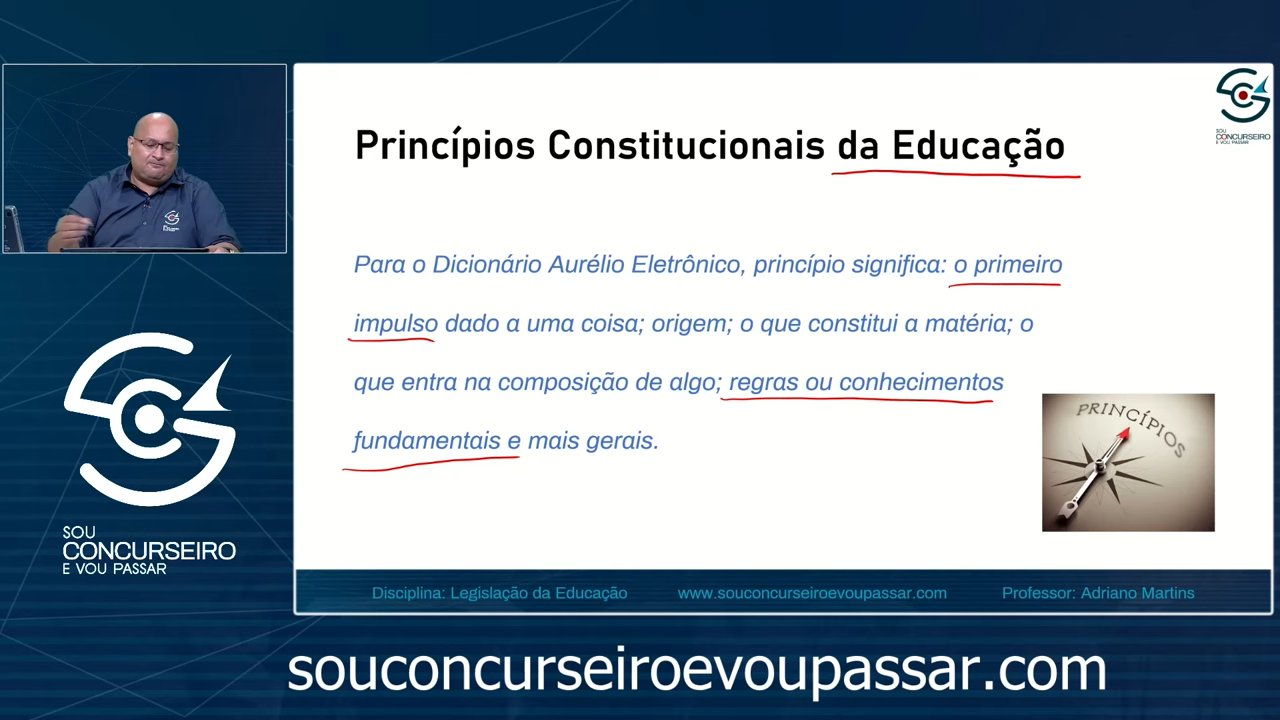 SOU
CONCURSEIRO
E VOU PASSAR
Princípios Constitucionais da Educação
Para o Dicionário Aurélio Eletrônico, princípio significa: o primeiro
impulso dado a uma coisa; origem; o que constitui a matéria; o
que entra na composição de algo; regras ou conhecimentos
fundamentais e mais gerais.
PRINCÍPIOS
SOU
CONCURSEIRO
E VOU PASSAR
Disciplina: Legislação da Educação
www.souconcurseiroevoupassar.com
Professor: Adriano Martins
souconcurseiroevoupassar.com